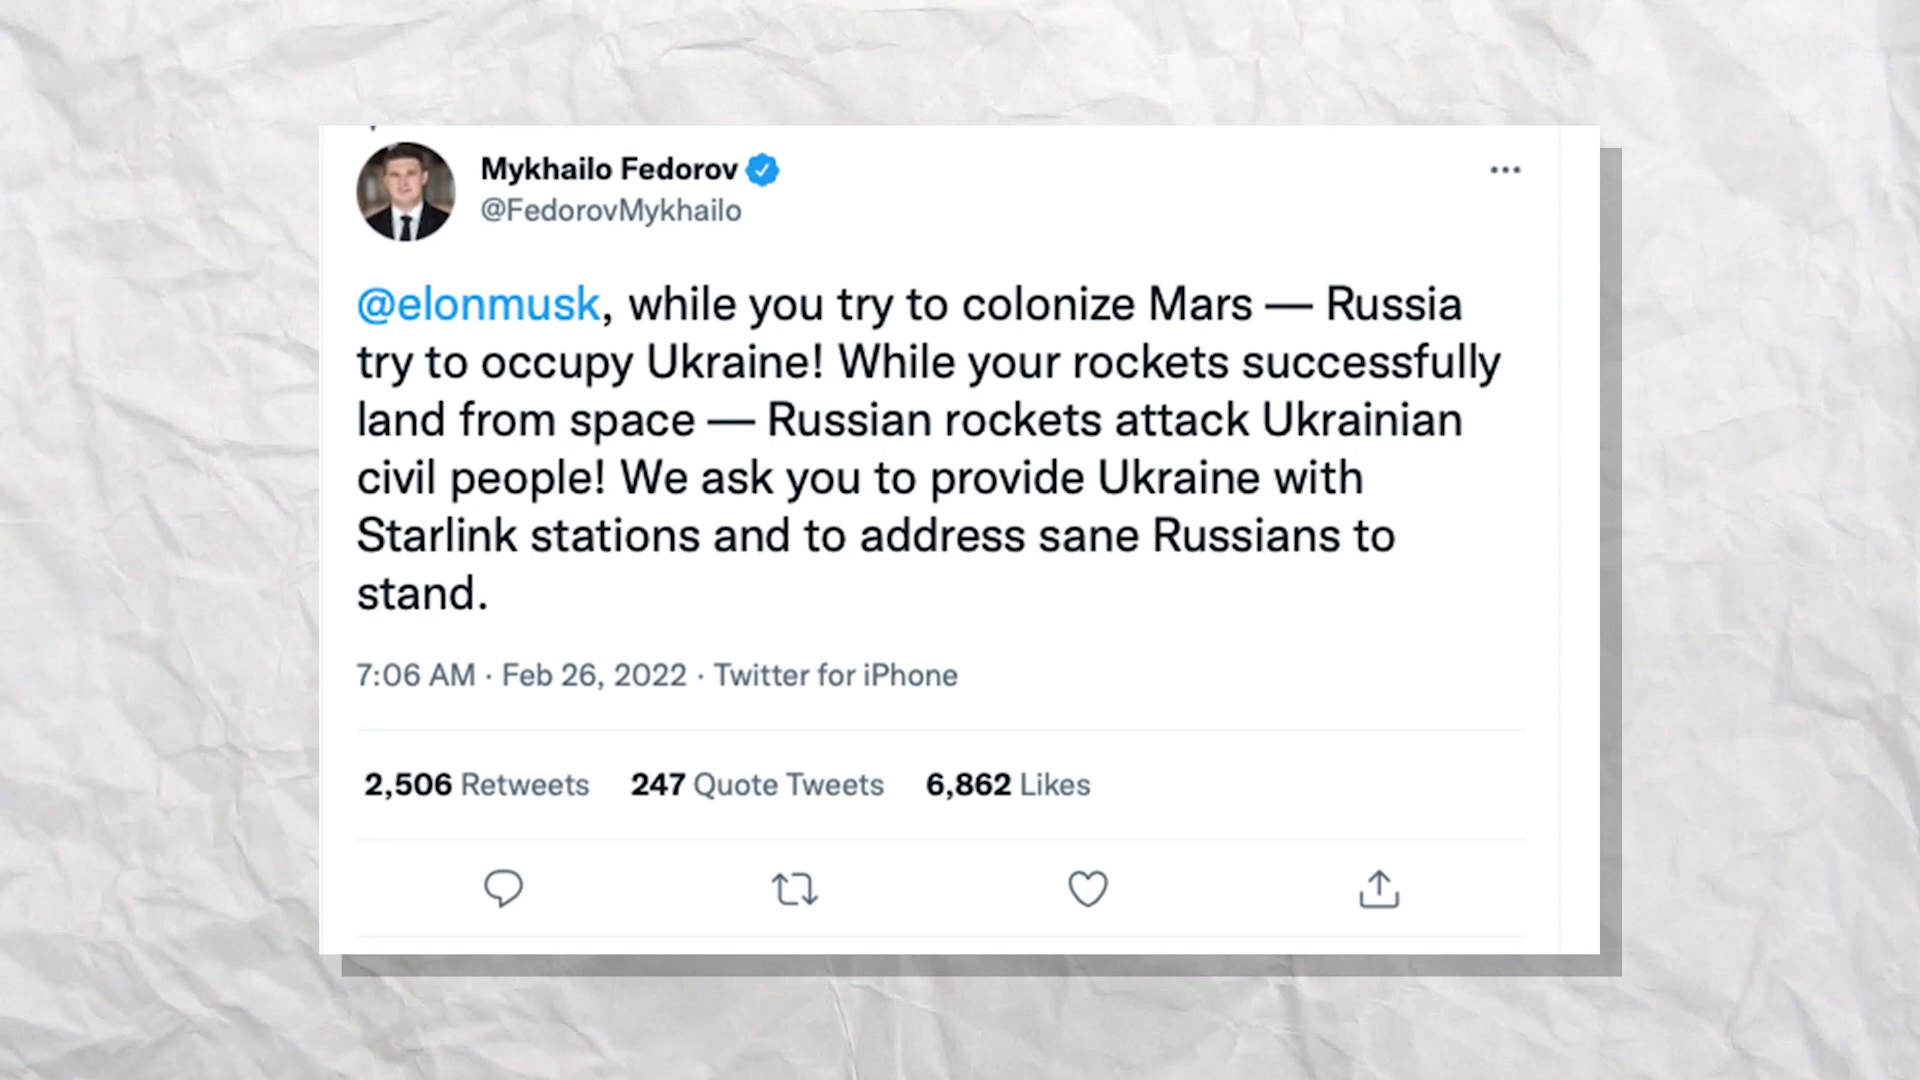 Mykhailo Fedorov
@FedorovMykhailo
@elonmusk, while you try to colonize Mars — Russia
try to occupy Ukraine! While your rockets successfully
land from space — Russian rockets attack Ukrainian
civil people! We ask you to provide Ukraine with
Starlink stations and to address sane Russians to
stand.
7:06 AM · Feb 26, 2022 · Twitter for iPhone
2,506 Retweets 247 Quote Tweets 6,862 Likes